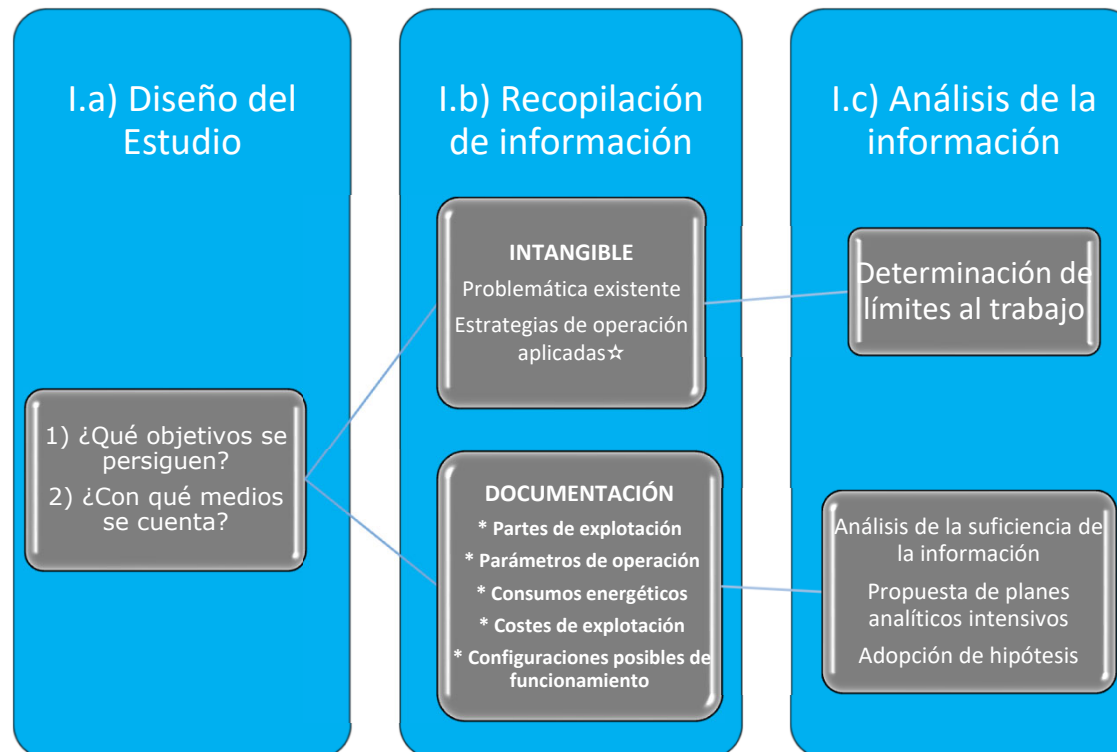 I.a) Diseño del
Estudio
1) ¿Qué objetivos se
persiguen?
2) ¿Con qué medios
se cuenta?
I.b) Recopilación
de información
INTANGIBLE
Problemática existente
Estrategias de operación
aplicadas☆
DOCUMENTACIÓN
* Partes de explotación
* Parámetros de operación
* Consumos energéticos
* Costes de explotación
* Configuraciones posibles de
funcionamiento
I.c) Análisis de la
información
Determinación de
límites al trabajo
Análisis de la suficiencia de
la información
Propuesta de planes
analíticos intensivos
Adopción de hipótesis